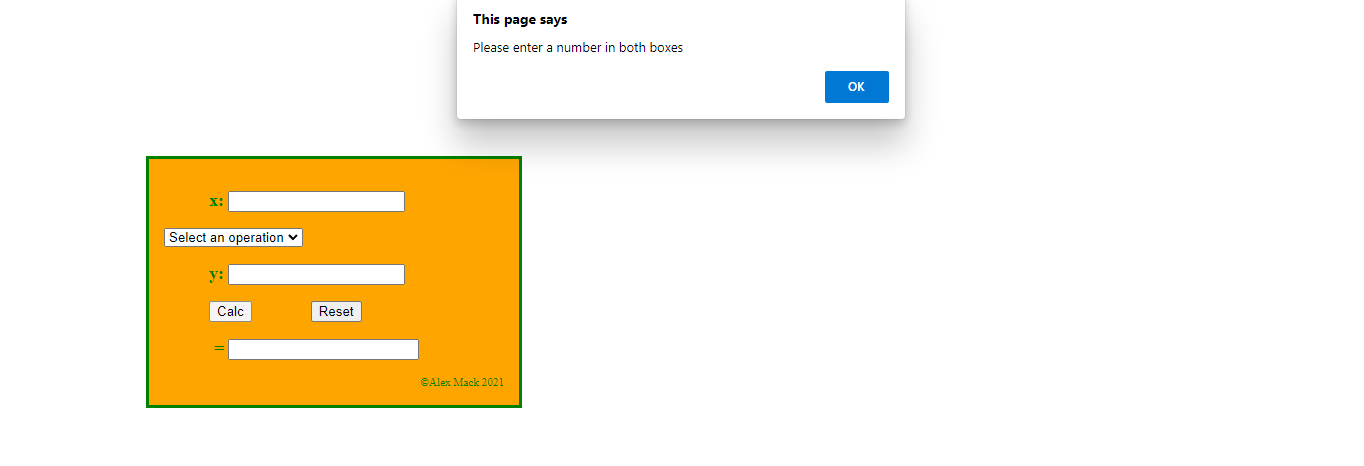 This page says
Please enter a number in both boxes
OK
x:
Select an operation
y:
Calc Reset
=
©Alex Mack 2021